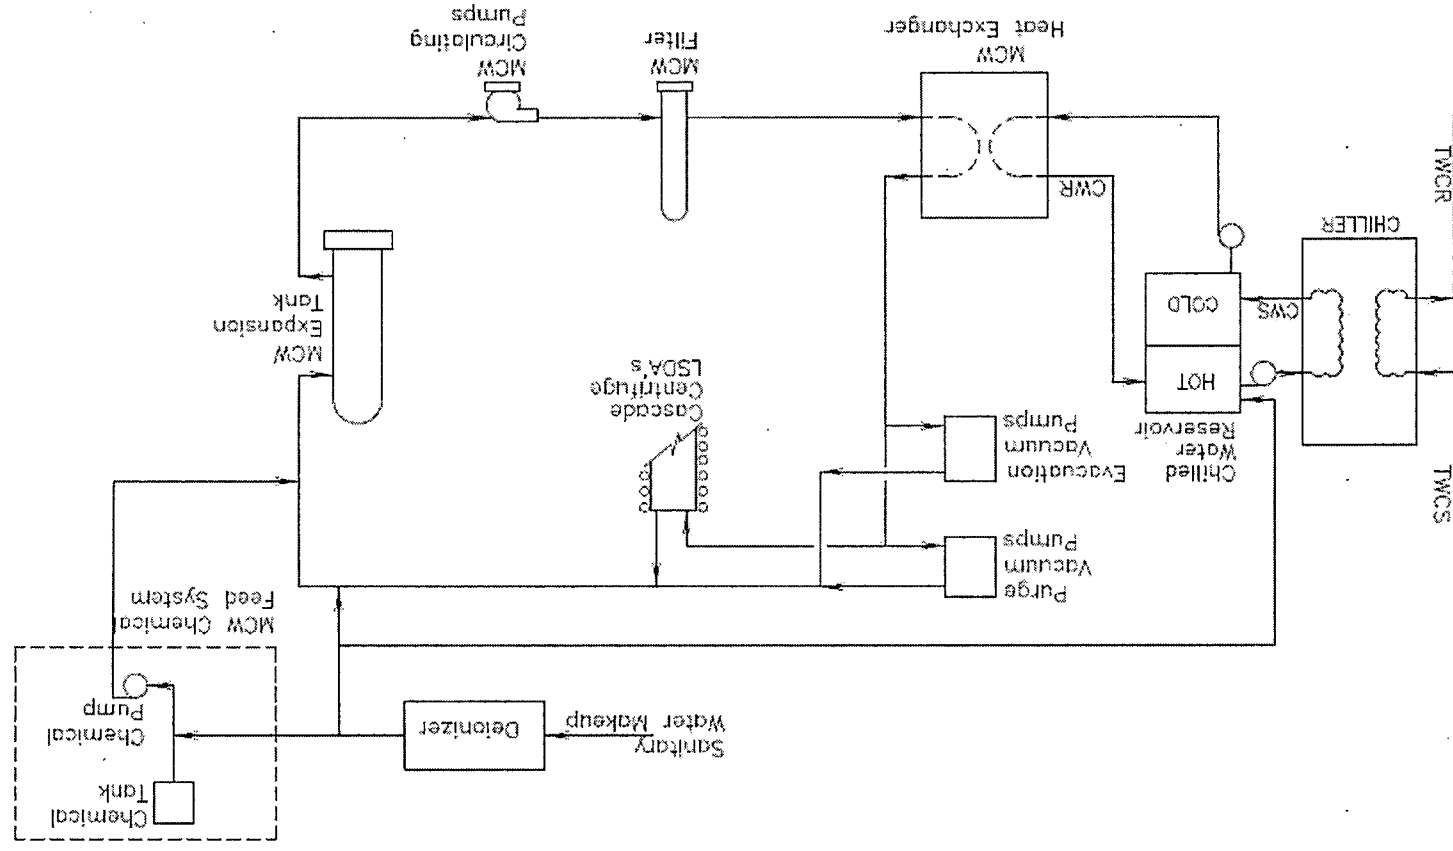 Chemical
Tank
Sanitary
Water Makeup
Deionizer
Chemical
Pump
MCW Chemical
Feed System
Purge
Vacuum
Pumps
TWCS
Chilled
Water
Reservoir
Evacuation
Vacuum
Pumps
Cascade
Centrifuge
LSDA's
HOT
CWS
COLD
MCW
Expansion
Tank
CHILLER
TWCR
CWR
MCW
Heat Exchanger
MCW
Filter
MCW
Circulating
Pumps